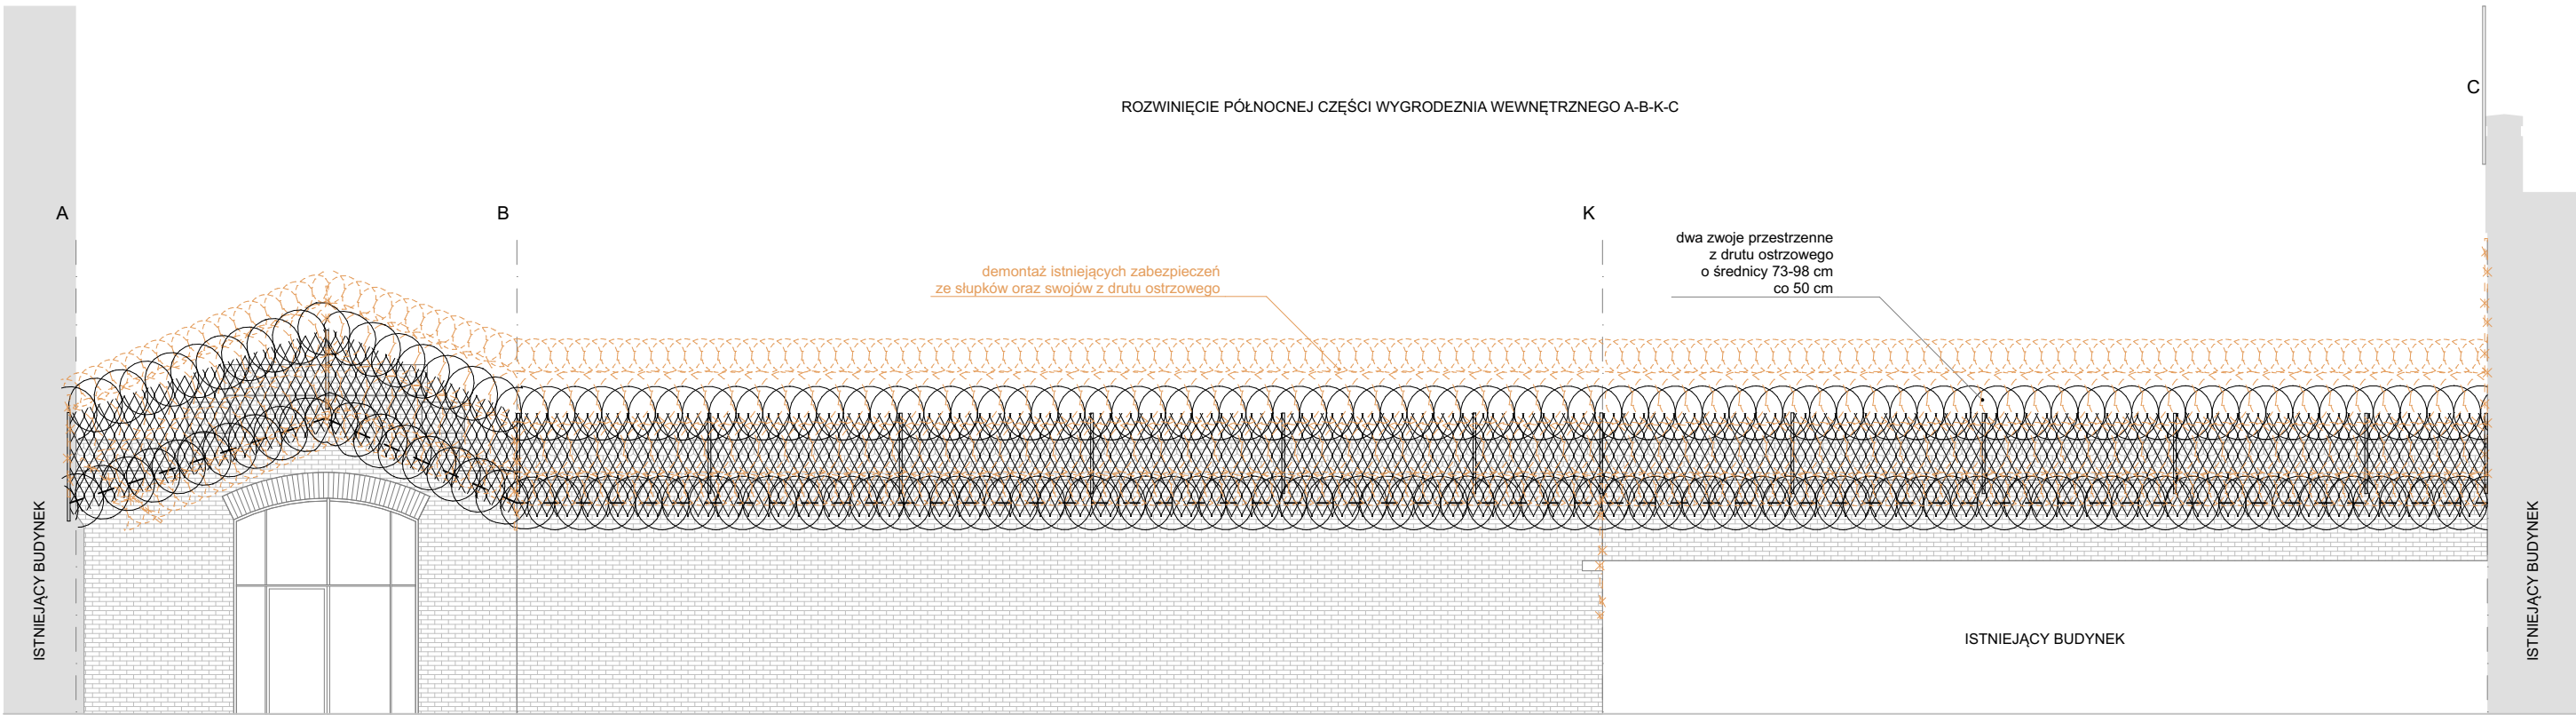 ROZWINIĘCIE PÓŁNOCNEJ CZĘŚCI WYGRODEZNIA WEWNĘTRZNEGO A-B-K-C
C
A
B
K
dwa zwoje przestrzenne
z drutu ostrzowego
o średnicy 73-98 cm
co 50 cm
demontaż istniejących zabezpieczeń
ze słupków oraz swojów z drutu ostrzowego
ISTNIEJĄCY BUDYNEK
ISTNIEJĄCY BUDYNEK
ISTNIEJĄCY BUDYNEK